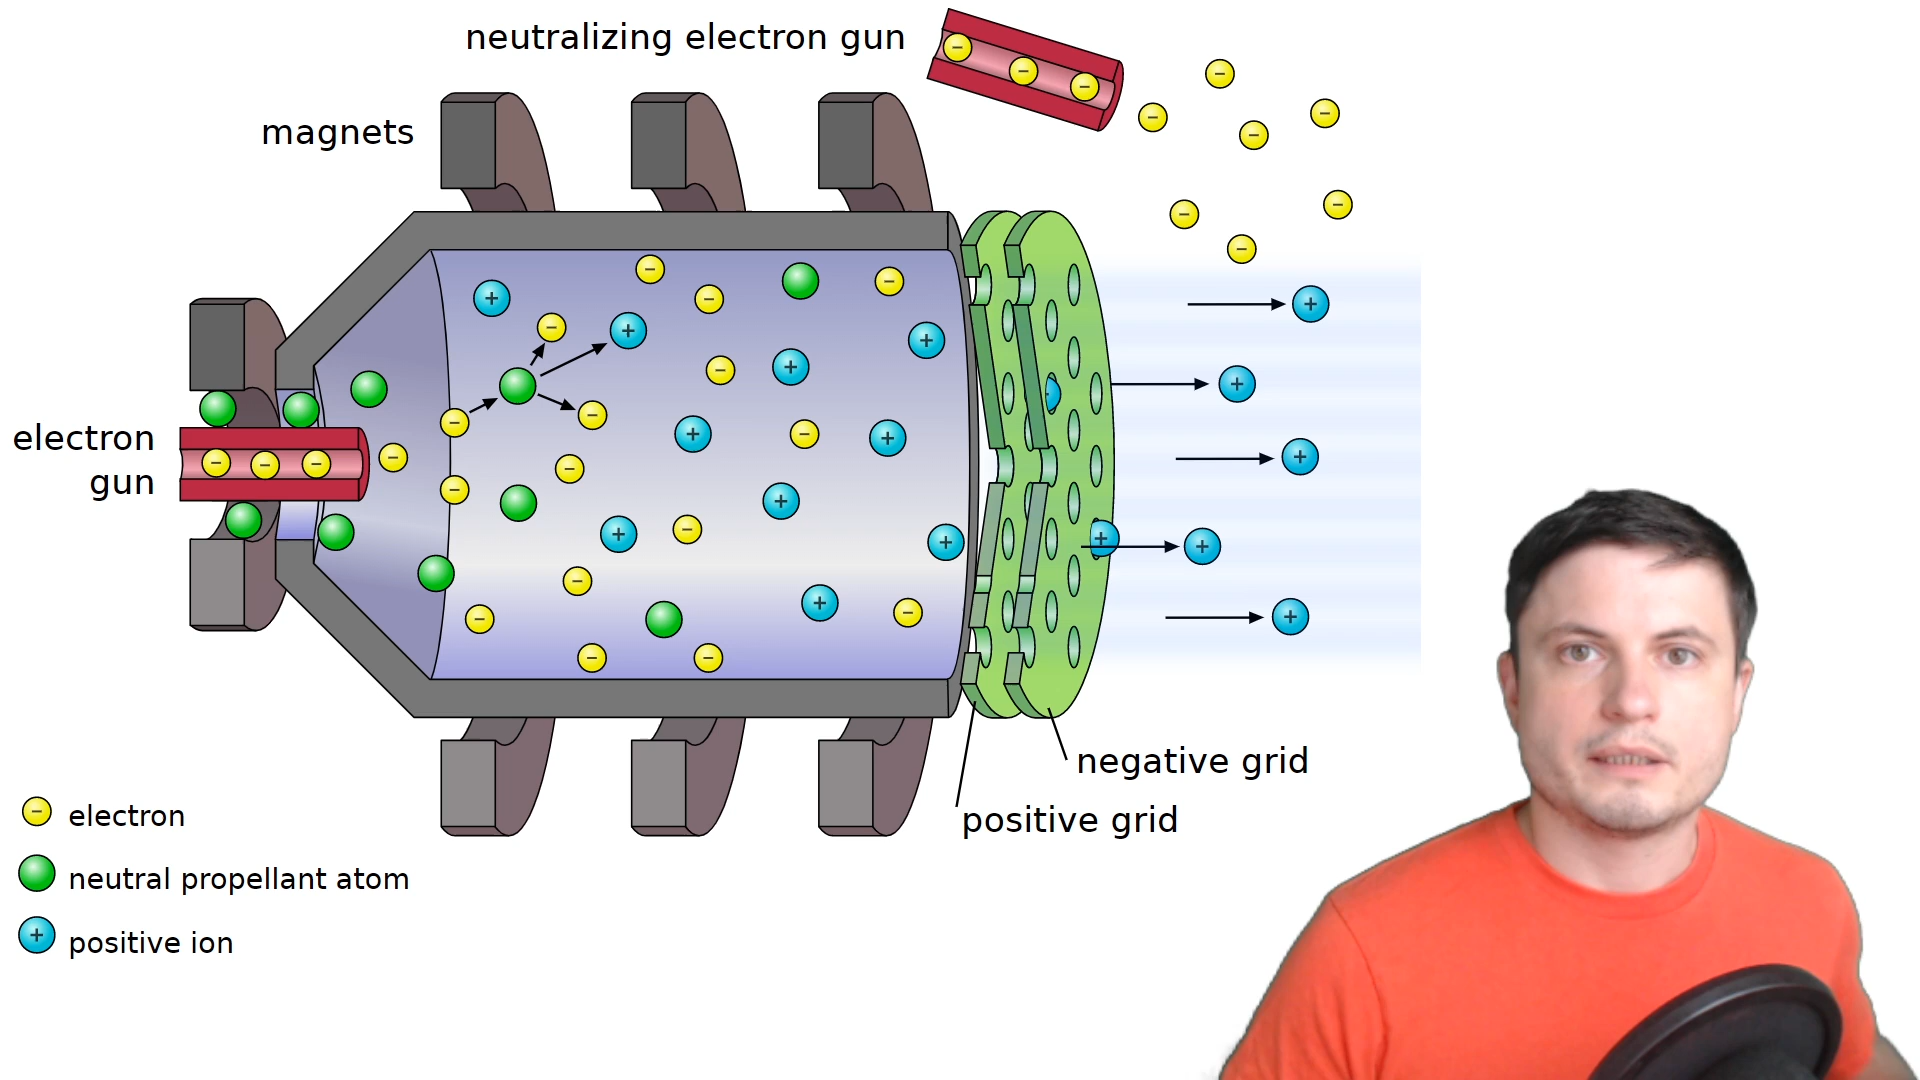 neutralizing electron gun
magnets
electron
gun
negative grid
positive grid
electron
neutral propellant atom
positive ion